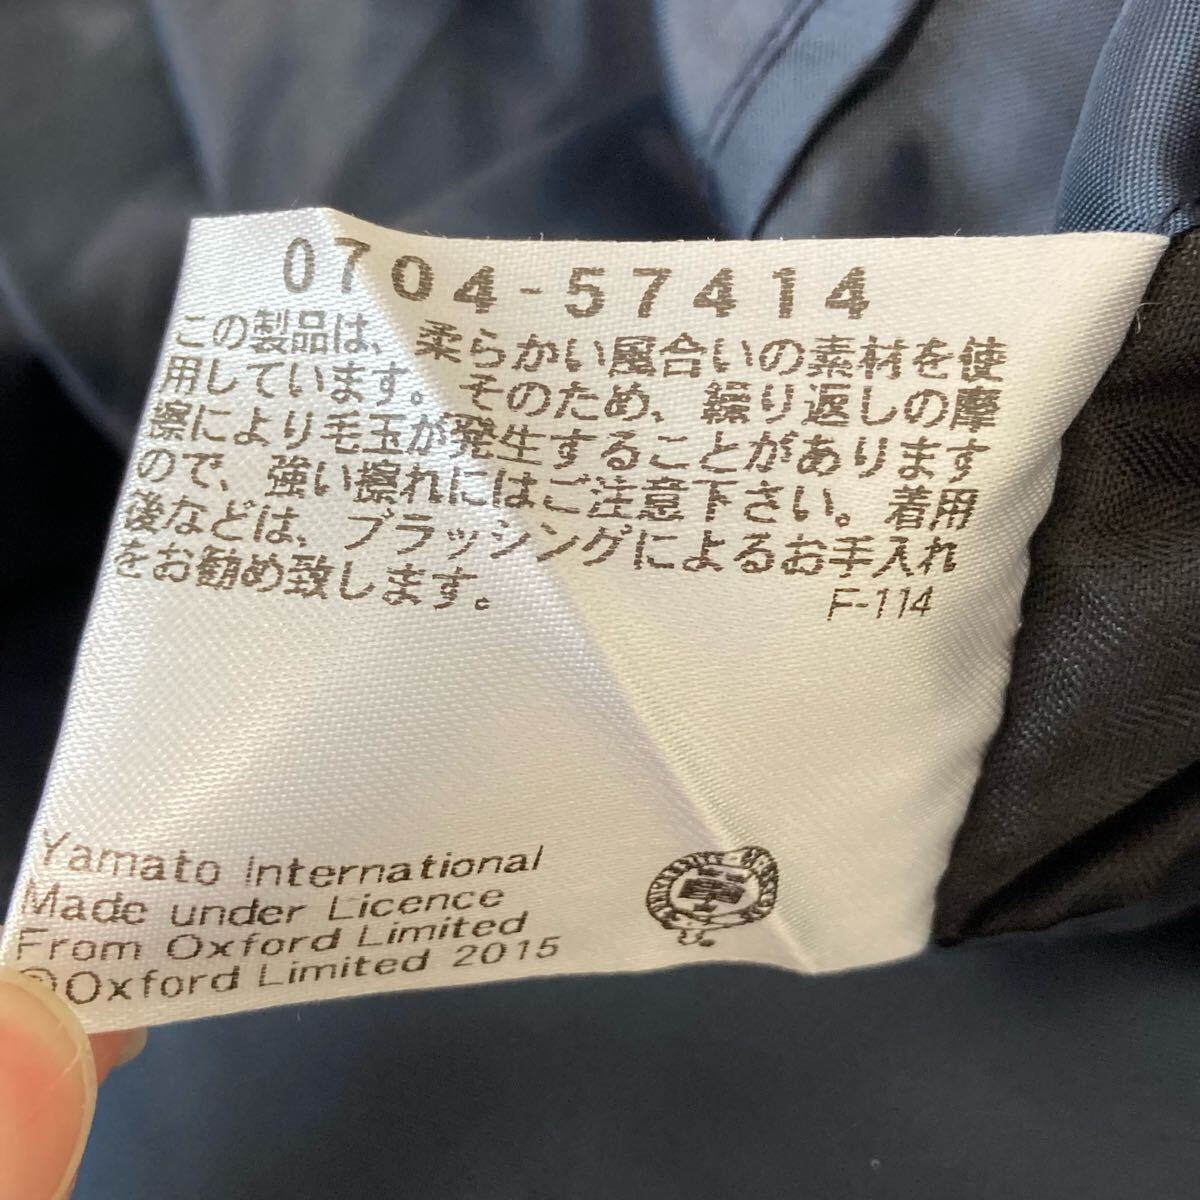 0704-57414
この製品は、柔らかい風合いの素材を使
用しています。そのため、繰り返しの摩
擦により毛玉が発生することがあります
ので、強い擦れにはご注意下さい。着用
後などは、ブラッシングによるお手入れ
をお勧め致します。
F-114
Yamato International
Made under Licence
From Oxford Limited
©Oxford Limited 2015